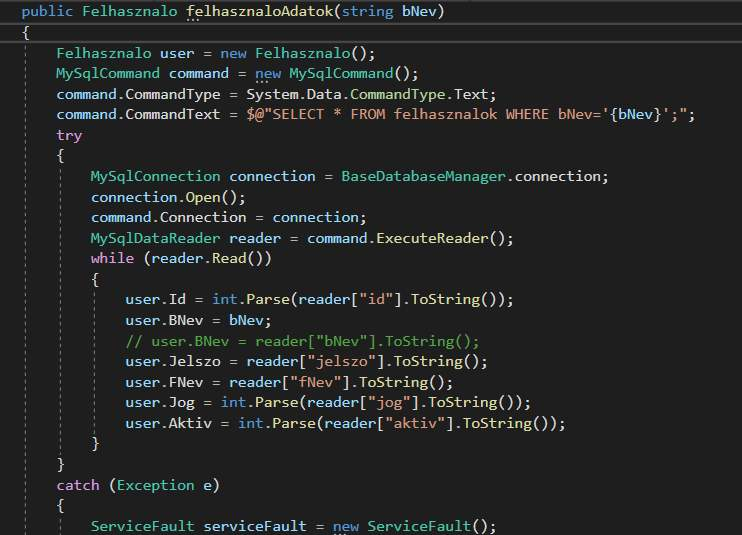 public Felhasznalo felhasznaloAdatok(string bNev)
{
Felhasznalo user = new Felhasznalo();
MySqlCommand command = new MySqlCommand();
command.CommandType = System.Data.CommandType.Text;
command.CommandText = $@"SELECT * FROM felhasznalok WHERE bNev='{bNev}';";
try
{
MySqlConnection connection = BaseDatabaseManager.connection;
connection.Open();
command.Connection = connection;
MySqlDataReader reader = command.ExecuteReader();
while (reader.Read())
{
user.Id = int.Parse(reader["id"].ToString());
user.BNev = bNev;
// user.BNev = reader["bNev"].ToString();
user.Jelszo = reader["jelszo"].ToString();
user.FNev = reader["fNev"].ToString();
user.Jog = int.Parse(reader["jog"].ToString());
user.Aktiv = int.Parse(reader["aktiv"].ToString());
}
}
catch (Exception e)
{
ServiceFault serviceFault = new ServiceFault();